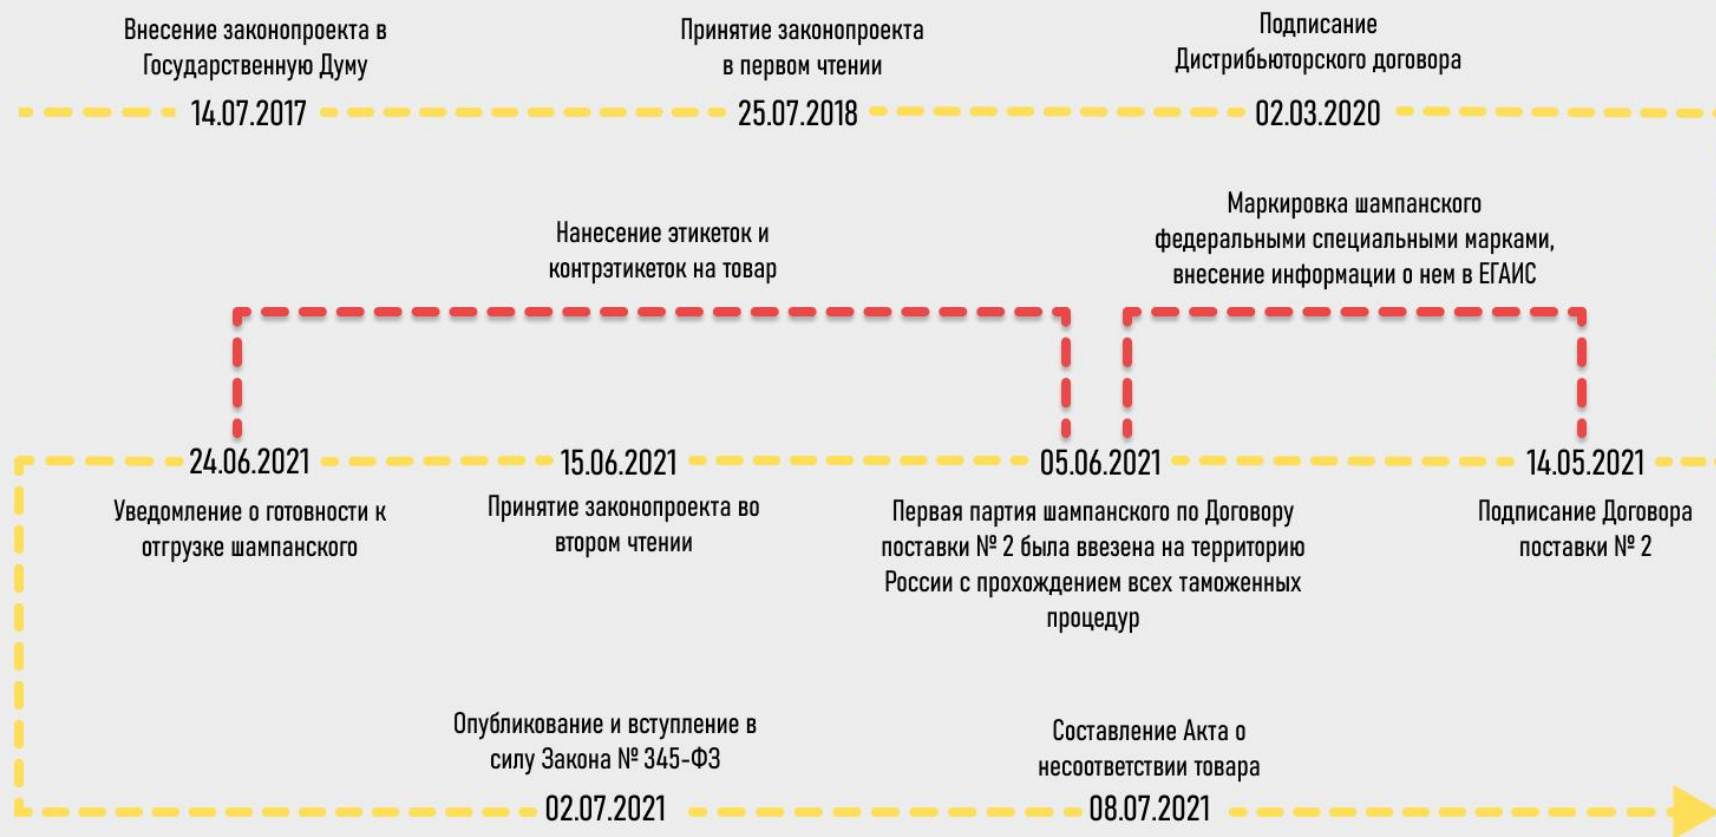 Внесение законопроекта в
Государственную Думу
14.07.2017
Принятие законопроекта
в первом чтении
25.07.2018
Подписание
Дистрибьюторского договора
02.03.2020
Нанесение этикеток и
контрэтикеток на товар
Маркировка шампанского
федеральными специальными марками,
внесение информации о нем в ЕГАИС
24.06.2021
Уведомление о готовности к
отгрузке шампанского
15.06.2021
Принятие законопроекта во
втором чтении
05.06.2021
Первая партия шампанского по Договору
поставки № 2 была ввезена на территорию
России с прохождением всех таможенных
процедур
14.05.2021
Подписание Договора
поставки № 2
Опубликование и вступление в
силу Закона № 345-ФЗ
02.07.2021
Составление Акта о
несоответствии товара
08.07.2021